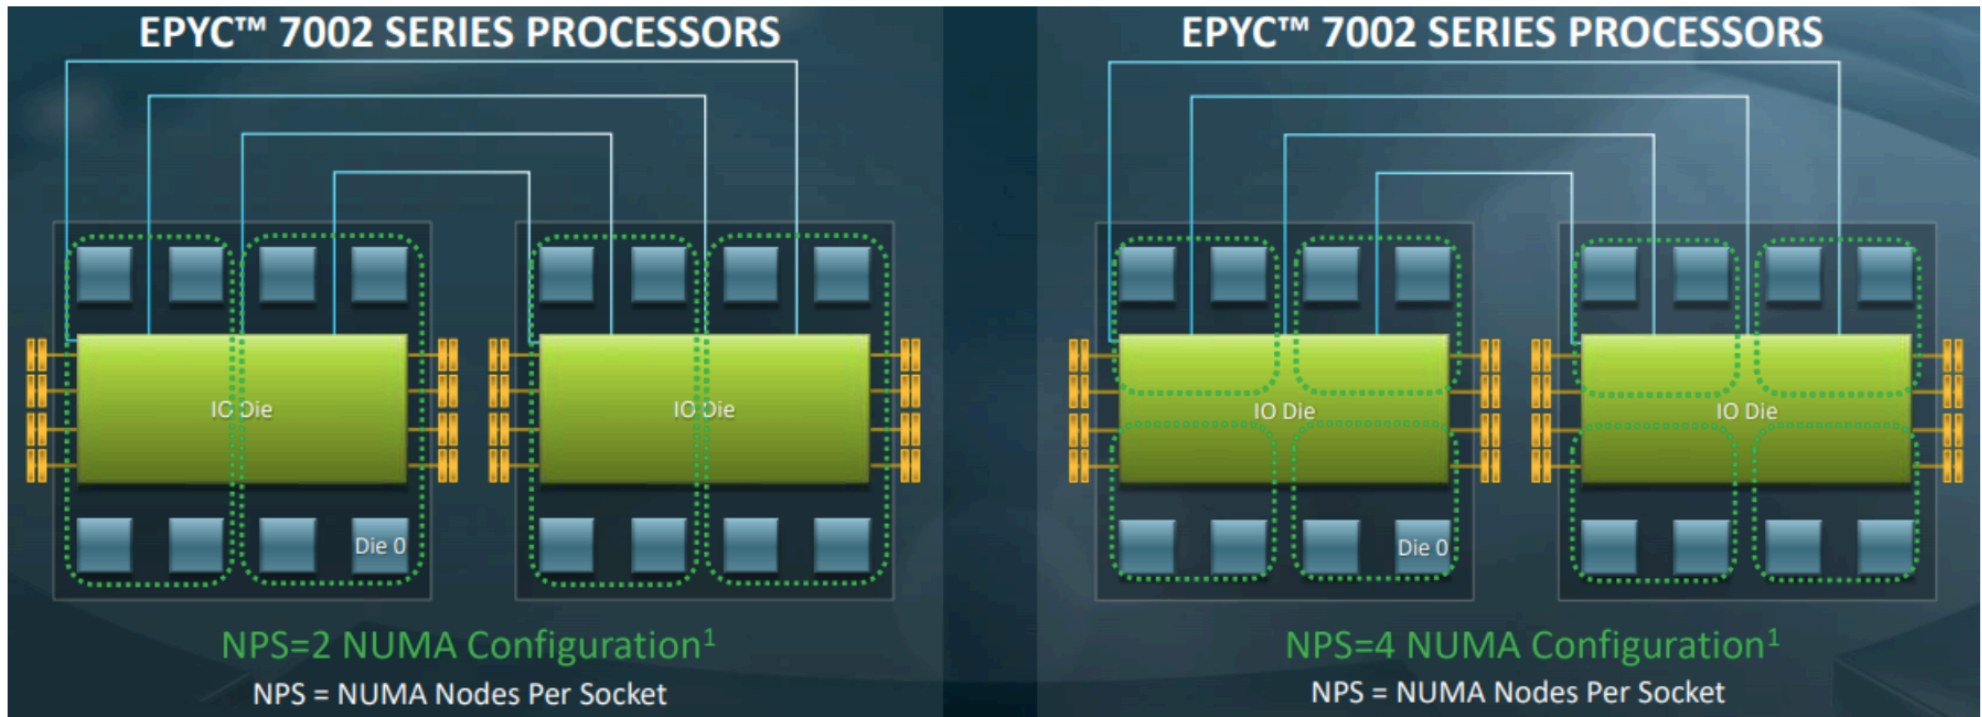 EPYC™ 7002 SERIES PROCESSORS
IO Die
IO Die
Die 0
NPS=2 NUMA Configuration¹
NPS = NUMA Nodes Per Socket
EPYC™ 7002 SERIES PROCESSORS
IO Die
IO Die
Die 0
NPS=4 NUMA Configuration¹
NPS = NUMA Nodes Per Socket